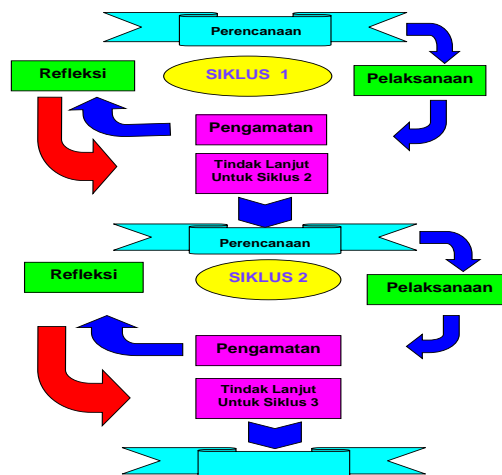 Perencanaan
Refleksi
SIKLUS 1
Pelaksanaan
Pengamatan
Tindak Lanjut
Untuk Siklus 2
Perencanaan
Refleksi
SIKLUS 2
Pelaksanaan
Pengamatan
Tindak Lanjut
Untuk Siklus 3